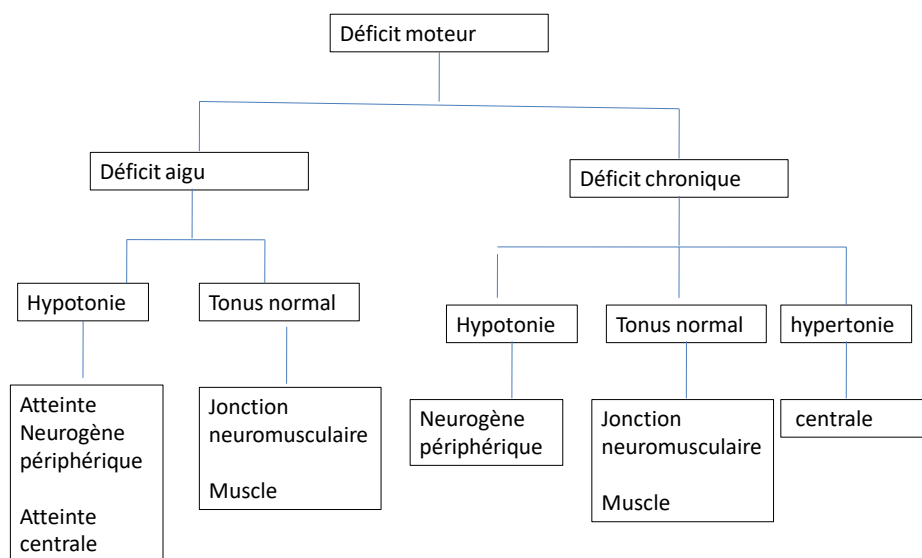 Déficit moteur
Déficit aigu
Déficit chronique
Hypotonie
Tonus normal
Hypotonie
Tonus normal
hypertonie
Atteinte
Neurogène
périphérique
Atteinte
centrale
Jonction
neuromusculaire
Muscle
Neurogène
périphérique
Jonction
neuromusculaire
Muscle
centrale